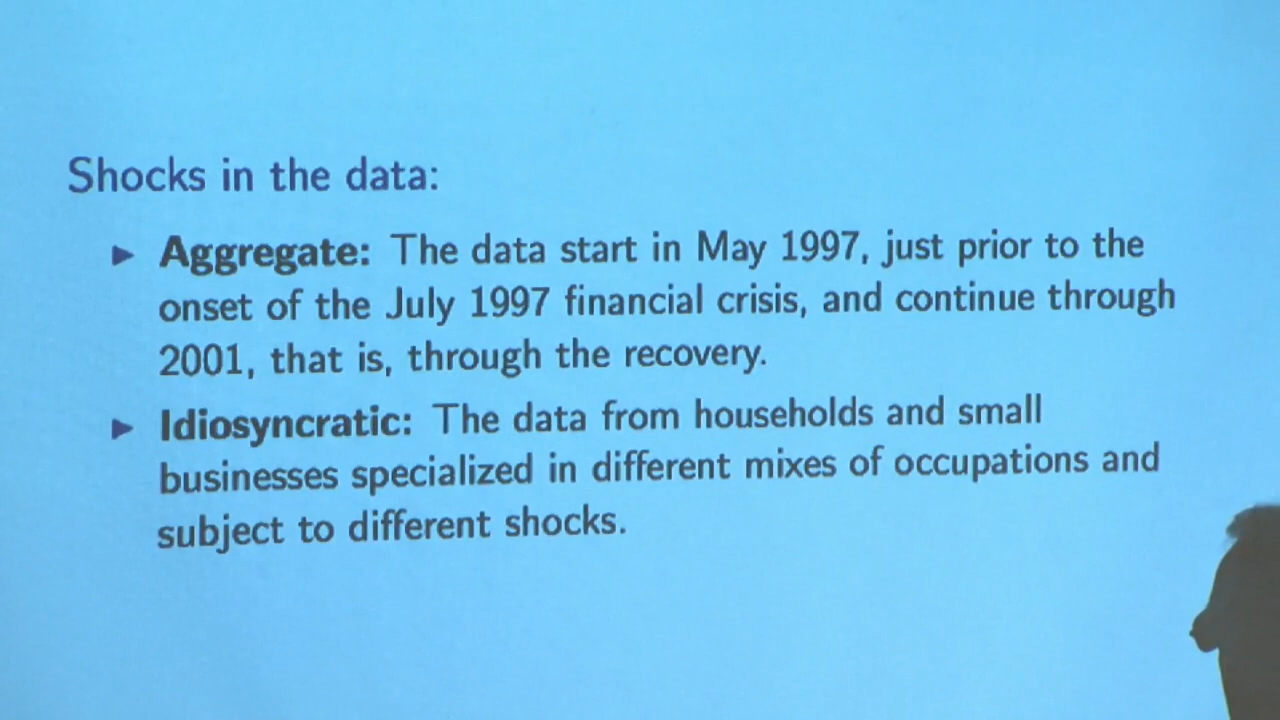 Shocks in the data:
▶ Aggregate: The data start in May 1997, just prior to the
onset of the July 1997 financial crisis, and continue through
2001, that is, through the recovery.
▶ Idiosyncratic: The data from households and small
businesses specialized in different mixes of occupations and
subject to different shocks.